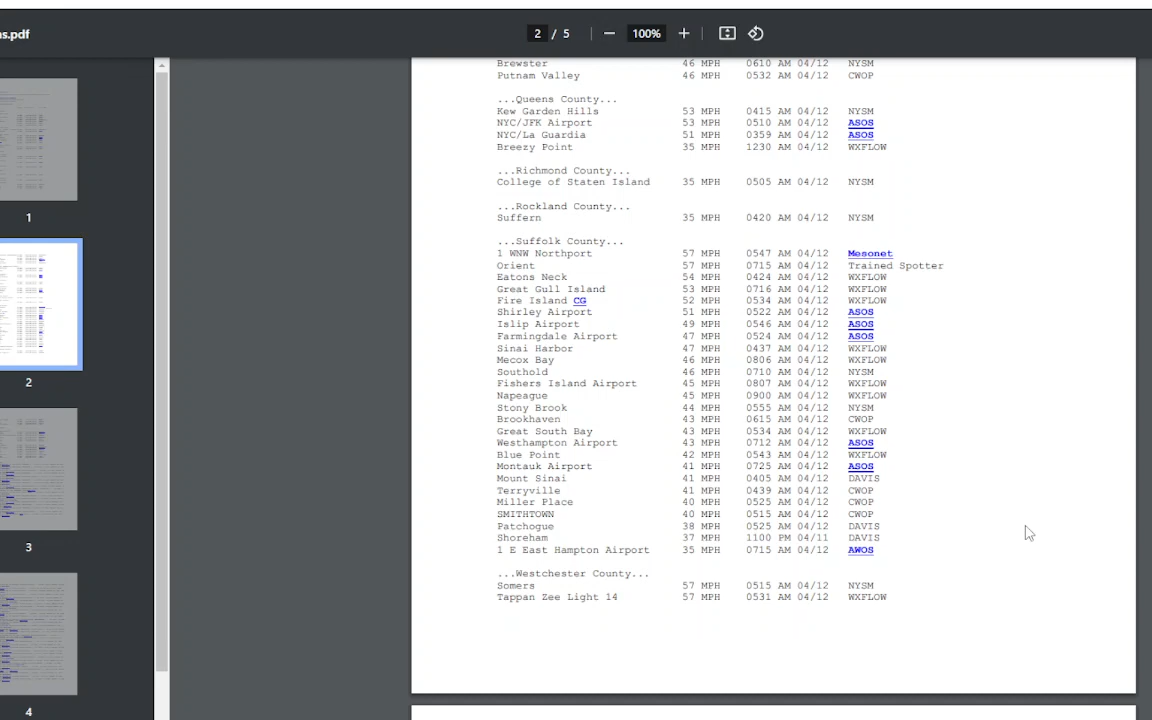 ns.pdf 2 / 5 100%
Brewster 46 MPH 0610 AM 04/12 NYSM
Putnam Valley 46 MPH 0532 AM 04/12 CWOP
...Queens County...
Kew Garden Hills 53 MPH 0415 AM 04/12 NYSM
NYC/JFK Airport 53 MPH 0510 AM 04/12 ASOS
NYC/La Guardia 51 MPH 0359 AM 04/12 ASOS
Breezy Point 35 MPH 1230 AM 04/12 WXFLOW
...Richmond County...
College of Staten Island 35 MPH 0505 AM 04/12 NYSM
...Rockland County...
Suffern 35 MPH 0420 AM 04/12 NYSM
...Suffolk County...
1 WNW Northport 57 MPH 0547 AM 04/12 Mesonet
Orient 57 MPH 0715 AM 04/12 Trained Spotter
Eatons Neck 54 MPH 0424 AM 04/12 WXFLOW
Great Gull Island 53 MPH 0716 AM 04/12 WXFLOW
Fire Island CG 52 MPH 0534 AM 04/12 WXFLOW
Shirley Airport 51 MPH 0522 AM 04/12 ASOS
Islip Airport 49 MPH 0546 AM 04/12 ASOS
Farmingdale Airport 47 MPH 0524 AM 04/12 ASOS
Sinai Harbor 47 MPH 0437 AM 04/12 WXFLOW
Mecox Bay 46 MPH 0806 AM 04/12 WXFLOW
Southold 46 MPH 0710 AM 04/12 NYSM
Fishers Island Airport 45 MPH 0807 AM 04/12 WXFLOW
Napeague 45 MPH 0900 AM 04/12 WXFLOW
Stony Brook 44 MPH 0555 AM 04/12 NYSM
Brookhaven 43 MPH 0615 AM 04/12 CWOP
Great South Bay 43 MPH 0534 AM 04/12 WXFLOW
Westhampton Airport 43 MPH 0712 AM 04/12 ASOS
Blue Point 42 MPH 0543 AM 04/12 WXFLOW
Montauk Airport 41 MPH 0725 AM 04/12 ASOS
Mount Sinai 41 MPH 0405 AM 04/12 DAVIS
Terryville 41 MPH 0439 AM 04/12 CWOP
Miller Place 40 MPH 0525 AM 04/12 CWOP
SMITHTOWN 40 MPH 0515 AM 04/12 CWOP
Patchogue 38 MPH 0525 AM 04/12 DAVIS
Shoreham 37 MPH 1100 PM 04/11 DAVIS
1 E East Hampton Airport 35 MPH 0715 AM 04/12 AWOS
...Westchester County...
Somers 57 MPH 0515 AM 04/12 NYSM
Tappan Zee Light 14 57 MPH 0531 AM 04/12 WXFLOW
1
2
3
4